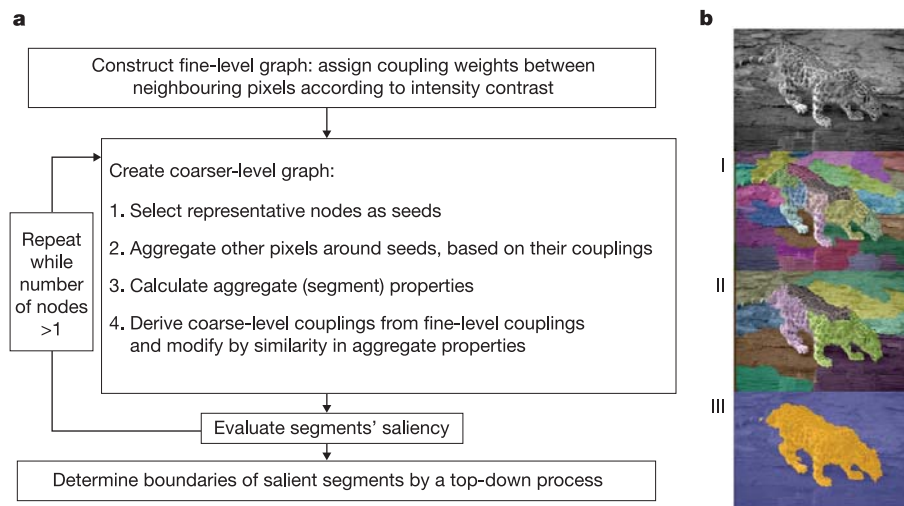 a
Construct fine-level graph: assign coupling weights between
neighbouring pixels according to intensity contrast
Create coarser-level graph:
1. Select representative nodes as seeds
2. Aggregate other pixels around seeds, based on their couplings
3. Calculate aggregate (segment) properties
4. Derive coarse-level couplings from fine-level couplings
and modify by similarity in aggregate properties
Repeat
while
number
of nodes
>1
Evaluate segments' saliency
Determine boundaries of salient segments by a top-down process
b
I
II
III